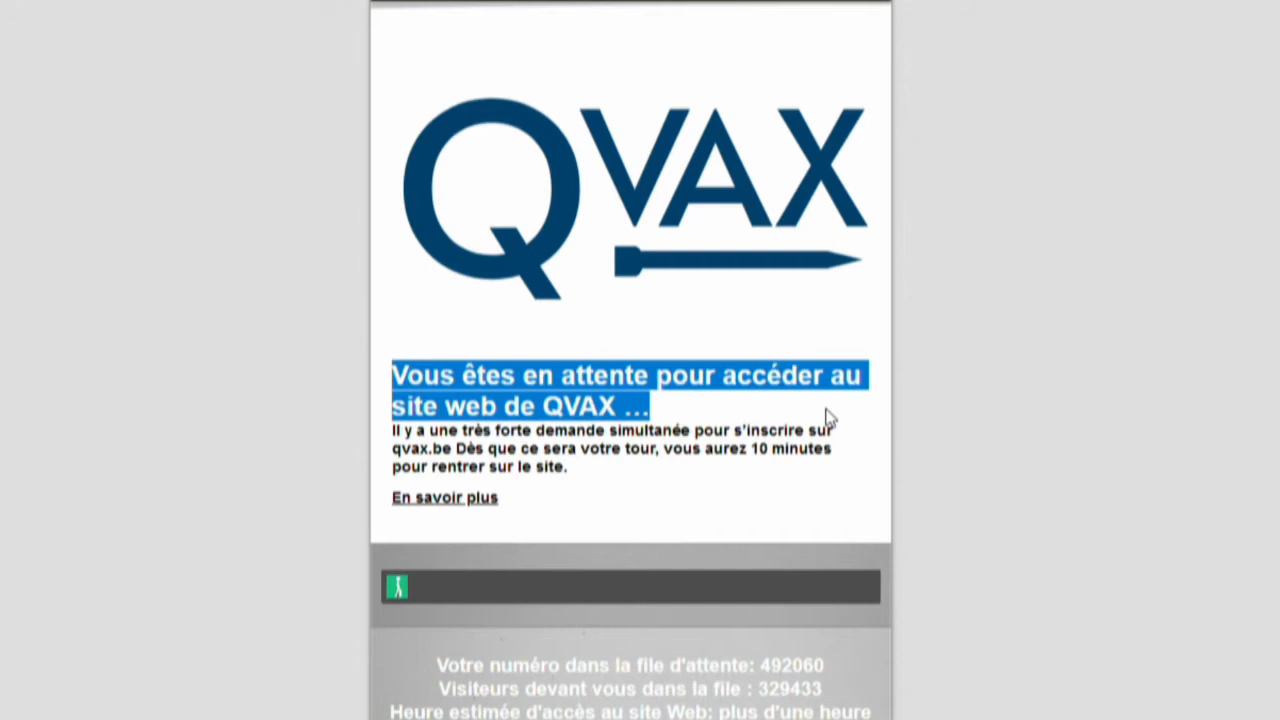 QVAX
Vous êtes en attente pour accéder au
site web de QVAX ...
Il y a une très forte demande simultanée pour s'inscrire sur
qvax.be Dès que ce sera votre tour, vous aurez 10 minutes
pour rentrer sur le site.
En savoir plus
Votre numéro dans la file d'attente: 492060
Visiteurs devant vous dans la file : 329433
Heure estimée d'accès au site Web: plus d'une heure